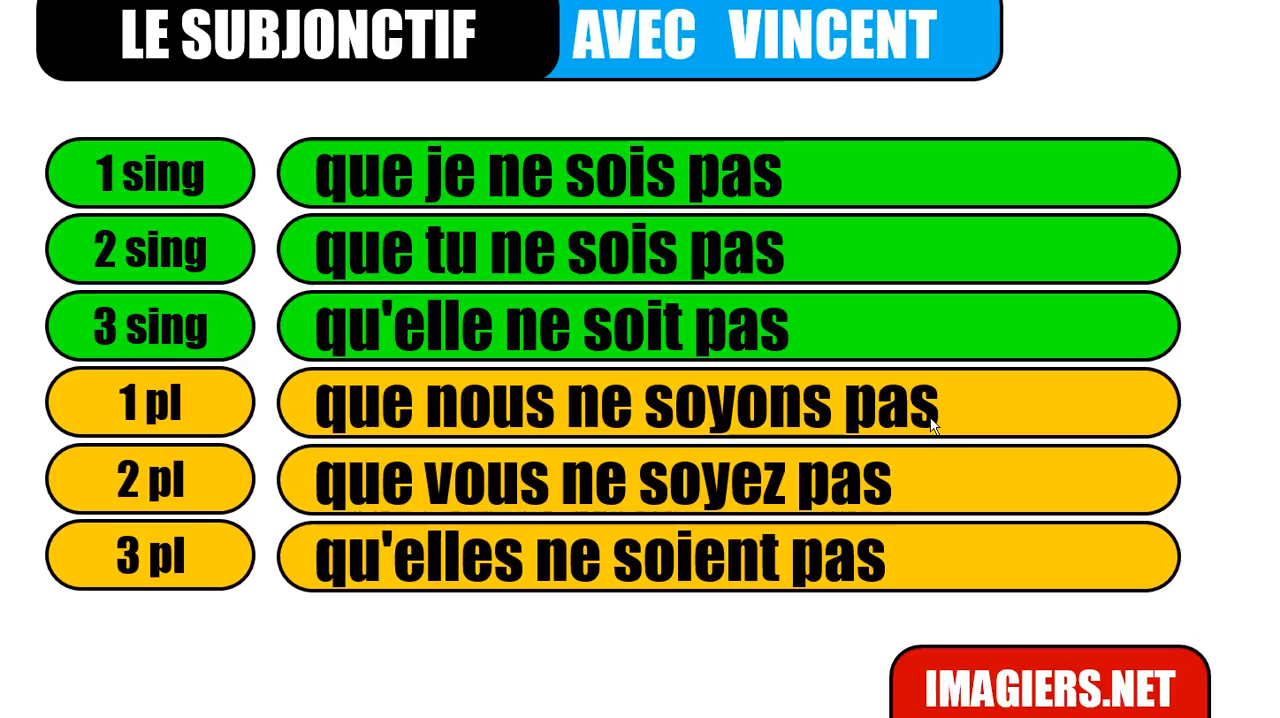 LE SUBJONCTIF AVEC VINCENT
1 sing que je ne sois pas
2 sing que tu ne sois pas
3 sing qu'elle ne soit pas
1 pl que nous ne soyons pas
2 pl que vous ne soyez pas
3 pl qu'elles ne soient pas
IMAGIERS.NET